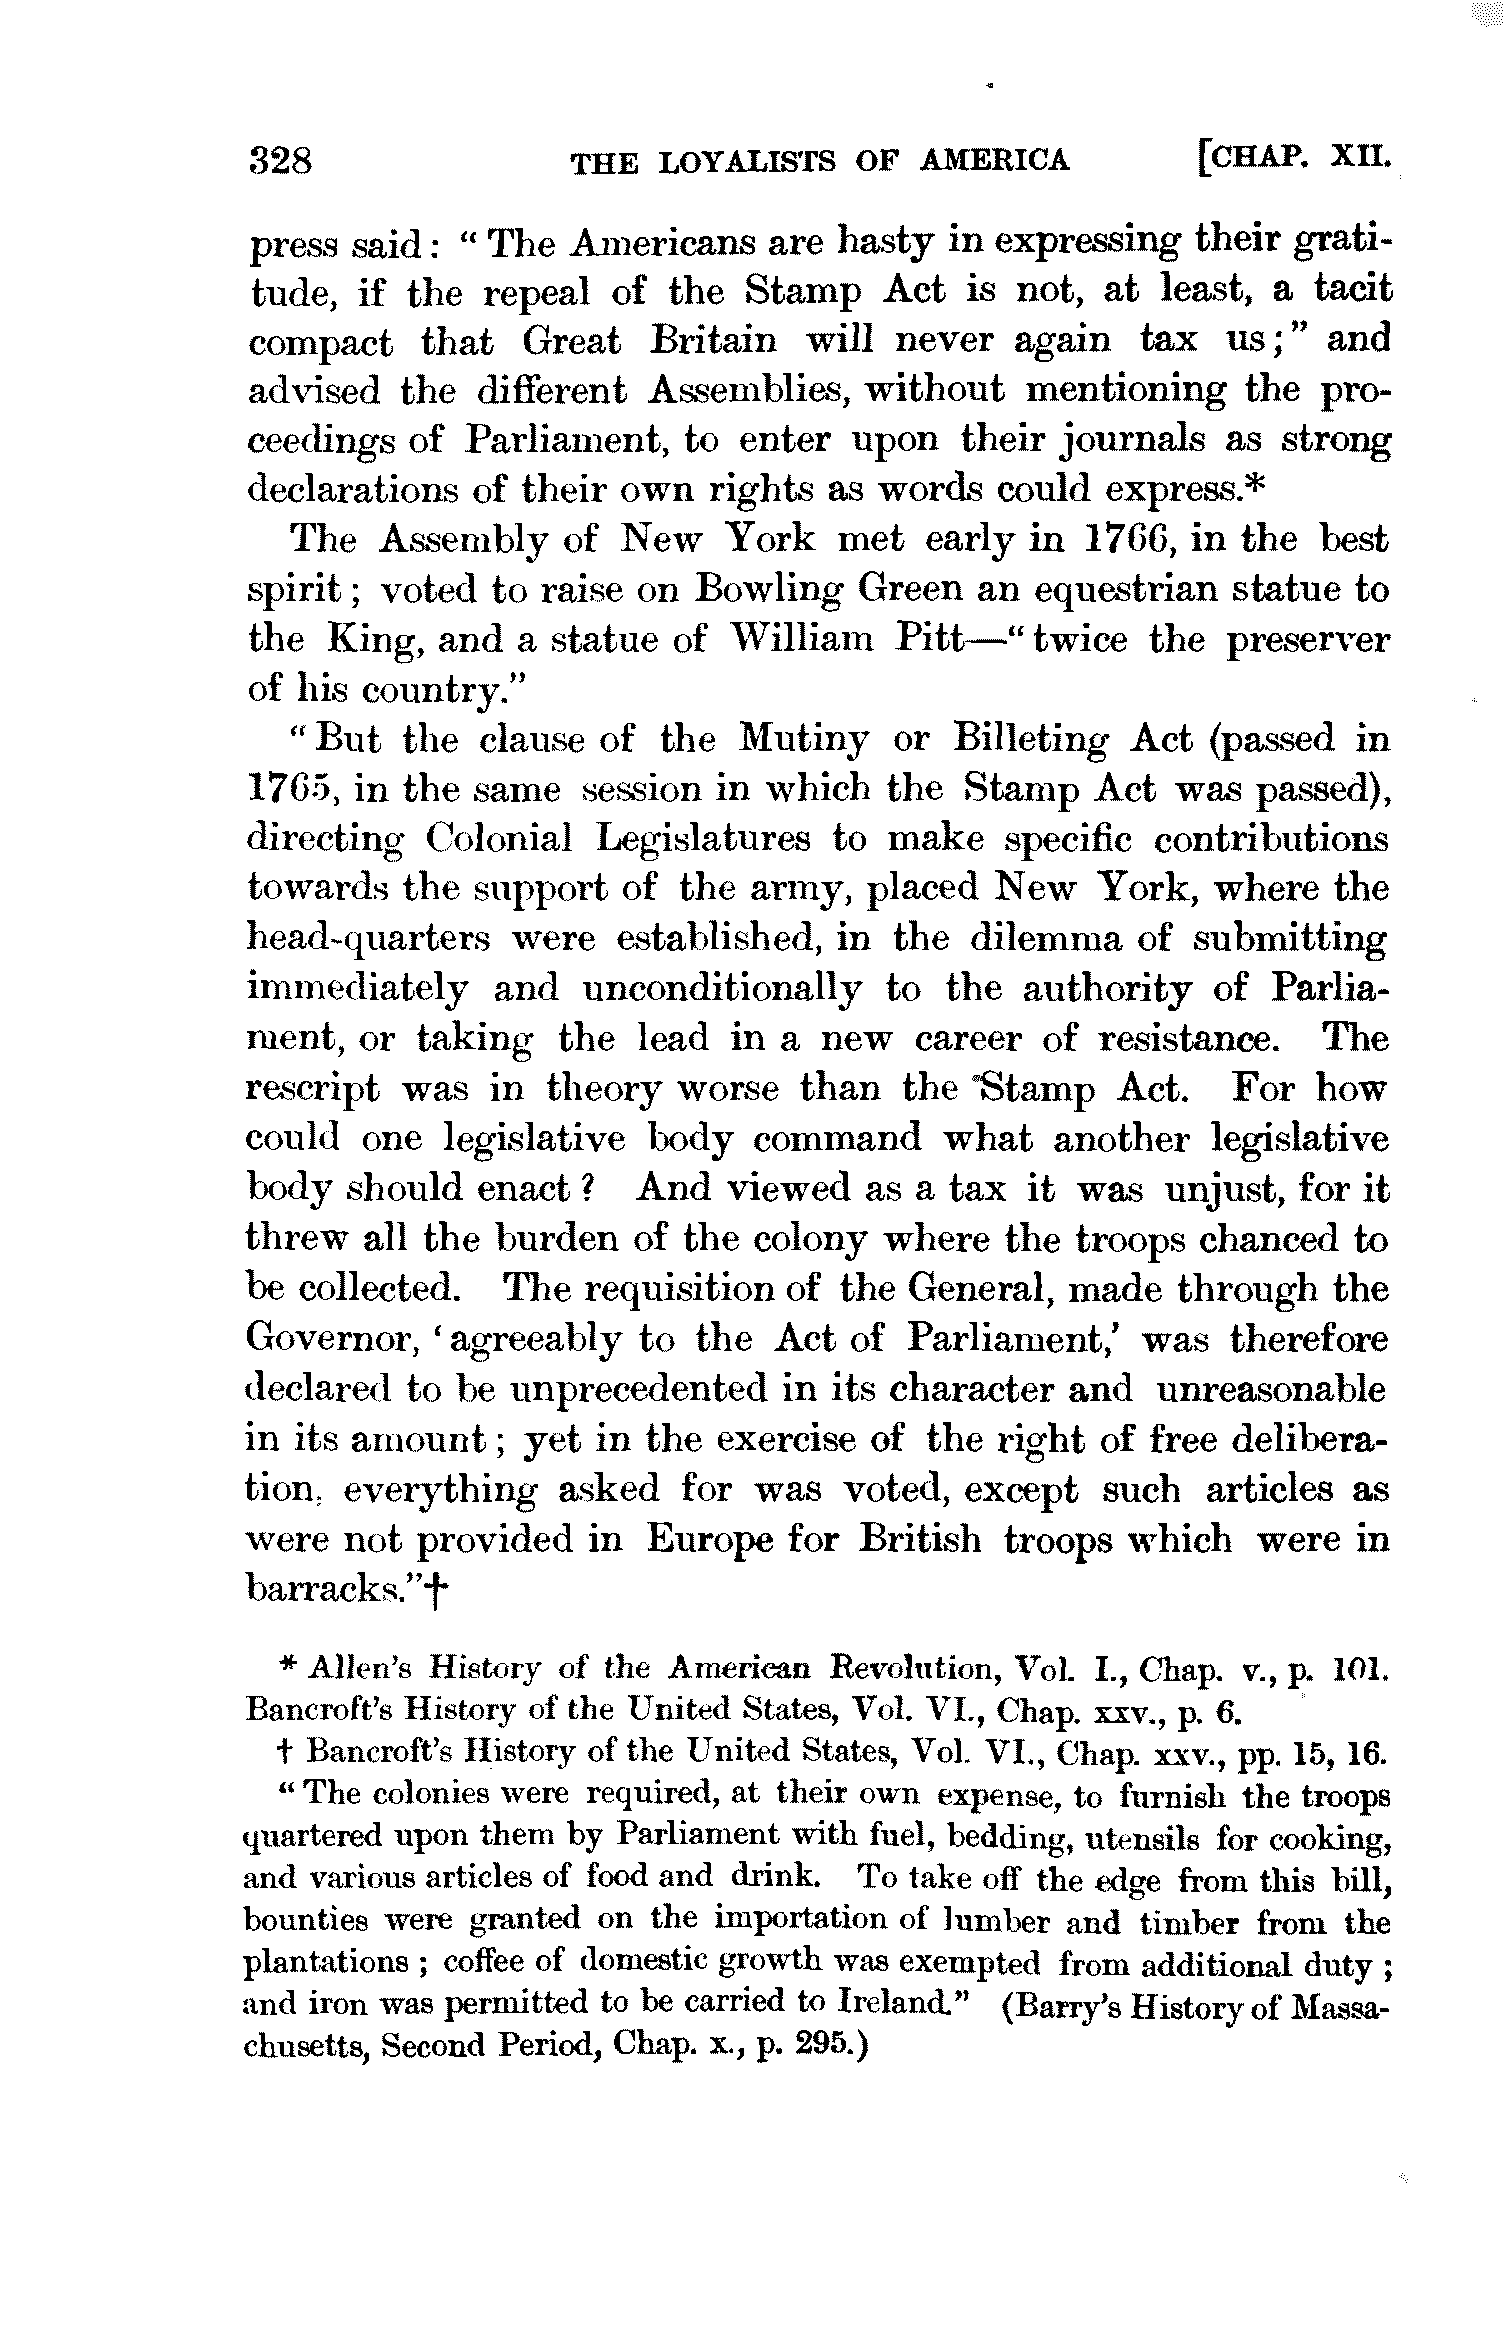 328 THE LOYALISTS OF AMERICA [CHAP. XII.
press said: "The Americans are hasty in expressing their grati-
tude, if the repeal of the Stamp Act is not, at least, a tacit
compact that Great Britain will never again tax us;" and
advised the different Assemblies, without mentioning the pro-
ceedings of Parliament, to enter upon their journals as strong
declarations of their own rights as words could express.*
The Assembly of New York met early in 1766, in the best
spirit; voted to raise on Bowling Green an equestrian statue to
the King, and a statue of William Pitt—"twice the preserver
of his country."
"But the clause of the Mutiny or Billeting Act (passed in
1765, in the same session in which the Stamp Act was passed),
directing Colonial Legislatures to make specific contributions
towards the support of the army, placed New York, where the
head-quarters were established, in the dilemma of submitting
immediately and unconditionally to the authority of Parlia-
ment, or taking the lead in a new career of resistance. The
rescript was in theory worse than the Stamp Act. For how
could one legislative body command what another legislative
body should enact? And viewed as a tax it was unjust, for it
threw all the burden of the colony where the troops chanced to
be collected. The requisition of the General, made through the
Governor, 'agreeably to the Act of Parliament,' was therefore
declared to be unprecedented in its character and unreasonable
in its amount; yet in the exercise of the right of free delibera-
tion, everything asked for was voted, except such articles as
were not provided in Europe for British troops which were in
barracks."†
* Allen's History of the American Revolution, Vol. I., Chap. v., p. 101.
Bancroft's History of the United States, Vol. VI., Chap. xxv., p. 6.
† Bancroft's History of the United States, Vol. VI., Chap. xxv., pp. 15, 16.
"The colonies were required, at their own expense, to furnish the troops
quartered upon them by Parliament with fuel, bedding, utensils for cooking,
and various articles of food and drink. To take off the edge from this bill,
bounties were granted on the importation of lumber and timber from the
plantations; coffee of domestic growth was exempted from additional duty;
and iron was permitted to be carried to Ireland." (Barry's History of Massa-
chusetts, Second Period, Chap. x., p. 295.)